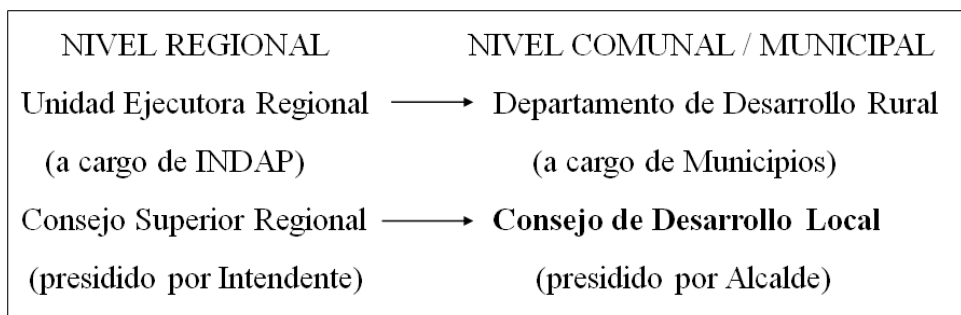 NIVEL REGIONAL NIVEL COMUNAL / MUNICIPAL
Unidad Ejecutora Regional Departamento de Desarrollo Rural
(a cargo de INDAP) (a cargo de Municipios)
Consejo Superior Regional Consejo de Desarrollo Local
(presidido por Intendente) (presidido por Alcalde)